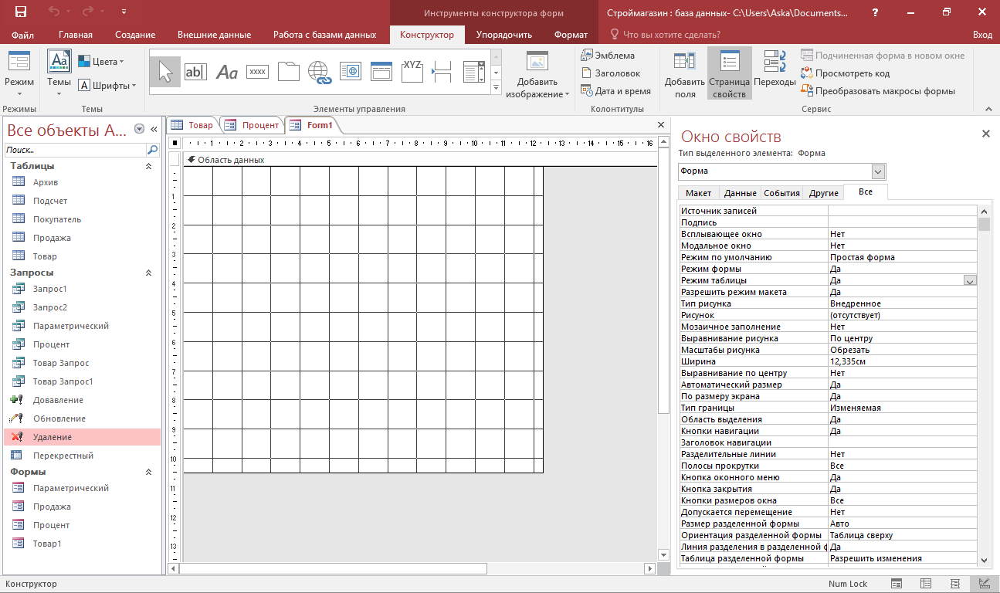 Инструменты конструктора форм
Строймагазин : база данных- C:\Users\Aska\Documents...
?
Файл
Главная
Создание
Внешние данные
Работа с базами данных
Конструктор
Упорядочить
Формат
Что вы хотите сделать?
Вход
Режим
Режимы
Aa
Темы
Цвета
A Шрифты
Темы
ab|
Aa
xxxx
XYZ
Элементы управления
Добавить изображение
Эмблема
Заголовок
Дата и время
Колонтитулы
Добавить поля
Страница свойств
Переходы
Подчиненная форма в новом окне
Просмотреть код
Преобразовать макросы формы
Сервис
Все объекты A...
Поиск...
Таблицы
Архив
Подсчет
Покупатель
Продажа
Товар
Запросы
Запрос1
Запрос2
Параметрический
Процент
Товар Запрос
Товар Запрос1
Довавление
Обновление
Удаление
Перекрестный
Формы
Параметрический
Продажа
Процент
Товар1
Товар
Процент
Form1
1 2 3 4 5 6 7 8 9 10 11 12 13 14 15 16
Область данных
1
2
3
4
5
6
7
8
9
10
11
12
13
Окно свойств
Тип выделенного элемента: Форма
Форма
Макет
Данные
События
Другие
Все
Источник записей
Подпись
Всплывающее окно Нет
Модальное окно Нет
Режим по умолчанию Простая форма
Режим формы Да
Режим таблицы Да
Разрешить режим макета Да
Тип рисунка Внедренное
Рисунок (отсутствует)
Мозаичное заполнение Нет
Выравнивание рисунка По центру
Масштабы рисунка Обрезать
Ширина 12,335см
Выравнивание по центру Нет
Автоматический размер Да
По размеру экрана Да
Тип границы Изменяемая
Область выделения Да
Кнопки навигации Да
Заголовок навигации
Разделительные линии Нет
Полосы прокрутки Все
Кнопка оконного меню Да
Кнопка закрытия Да
Кнопки размеров окна Все
Допускается перемещение Нет
Размер разделенной формы Авто
Ориентация разделенной формы Таблица сверху
Линия разделения в разделенной ф Да
Таблица разделенной формы Разрешить изменения
Конструктор
Num Lock